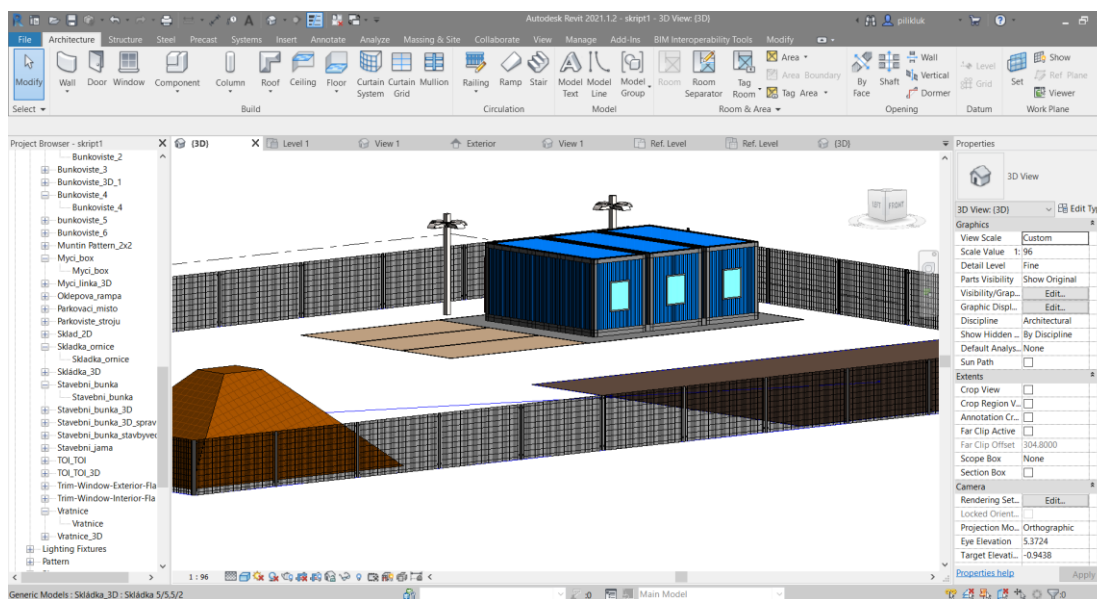 Autodesk Revit 2021.1.2 - skript1 - 3D View: {3D}
pilikluk
File Architecture Structure Steel Precast Systems Insert Annotate Analyze Massing & Site Collaborate View Manage Add-Ins BIM Interoperability Tools Modify
Modify Wall Door Window Component Column Roof Ceiling Floor Curtain System Curtain Grid Mullion Railing Ramp Stair Model Text Model Line Model Group Room Room Separator Tag Room Area Area Boundary Tag Area By Face Shaft Wall Vertical Dormer Level Grid Set Show Ref Plane Viewer
Select Build Circulation Model Room & Area Opening Datum Work Plane
Project Browser - skript1
{3D} Level 1 View 1 Exterior View 1 Ref. Level Ref. Level {3D}
Bunkoviste_2
Bunkoviste_3
Bunkoviste_3D_1
Bunkoviste_4
Bunkoviste_4
bunkoviste_5
Bunkoviste_6
Muntin Pattern_2x2
Myci_box
Myci_box
Myci_linka_3D
Oklepova_rampa
Parkovaci_misto
Parkoviste_stroju
Sklad_2D
Skladka_ornice
Skladka_ornice
Skládka_3D
Stavebni_bunka
Stavebni_bunka
Stavebni_bunka_3D
Stavebni_bunka_3D_sprav
Stavebni_bunka_stavbyvec
Stavebni_jama
TOI_TOI
TOI_TOI_3D
Trim-Window-Exterior-Fla
Trim-Window-Interior-Fla
Vratnice
Vratnice
Vratnice_3D
Lighting Fixtures
Pattern
LEFT FRONT
Properties
3D View
3D View: {3D} Edit Ty
Graphics
View Scale Custom
Scale Value 1: 96
Detail Level Fine
Parts Visibility Show Original
Visibility/Grap... Edit...
Graphic Displ... Edit...
Discipline Architectural
Show Hidden ... By Discipline
Default Analys... None
Sun Path
Extents
Crop View
Crop Region V...
Annotation Cr...
Far Clip Active
Far Clip Offset 304.8000
Scope Box None
Section Box
Camera
Rendering Set... Edit...
Locked Orient...
Projection Mo... Orthographic
Eye Elevation 5.3724
Target Elevati... -0.9438
Properties help Apply
1 : 96
Generic Models : Skládka_3D : Skládka 5/5,5/2
:0 Main Model :0